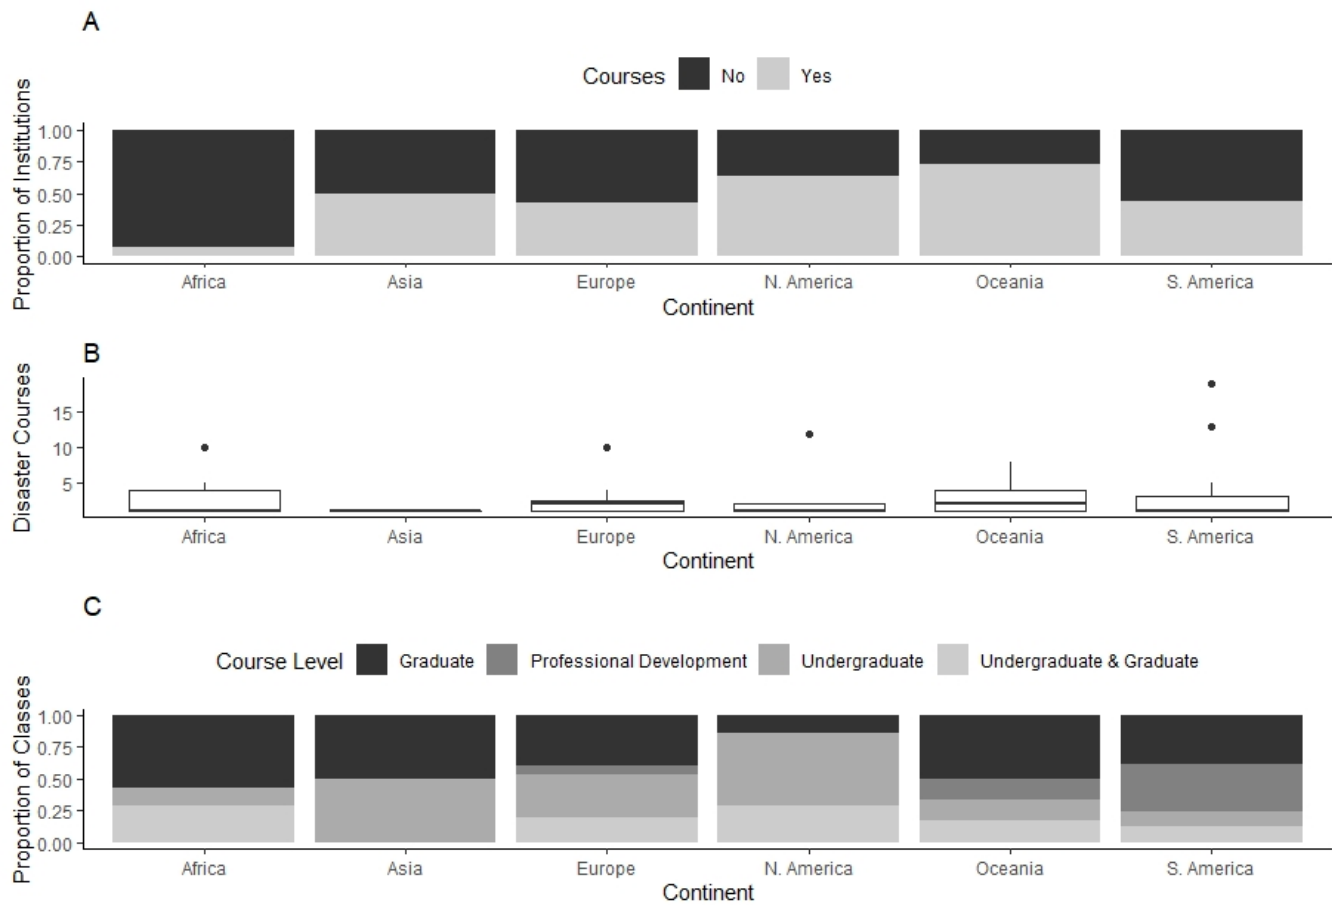 A
Courses No Yes
Proportion of Institutions
1.00
0.75
0.50
0.25
0.00
Africa Asia Europe N. America Oceania S. America
Continent
B
Disaster Courses
15
10
5
Africa Asia Europe N. America Oceania S. America
Continent
C
Course Level Graduate Professional Development Undergraduate Undergraduate & Graduate
Proportion of Classes
1.00
0.75
0.50
0.25
0.00
Africa Asia Europe N. America Oceania S. America
Continent